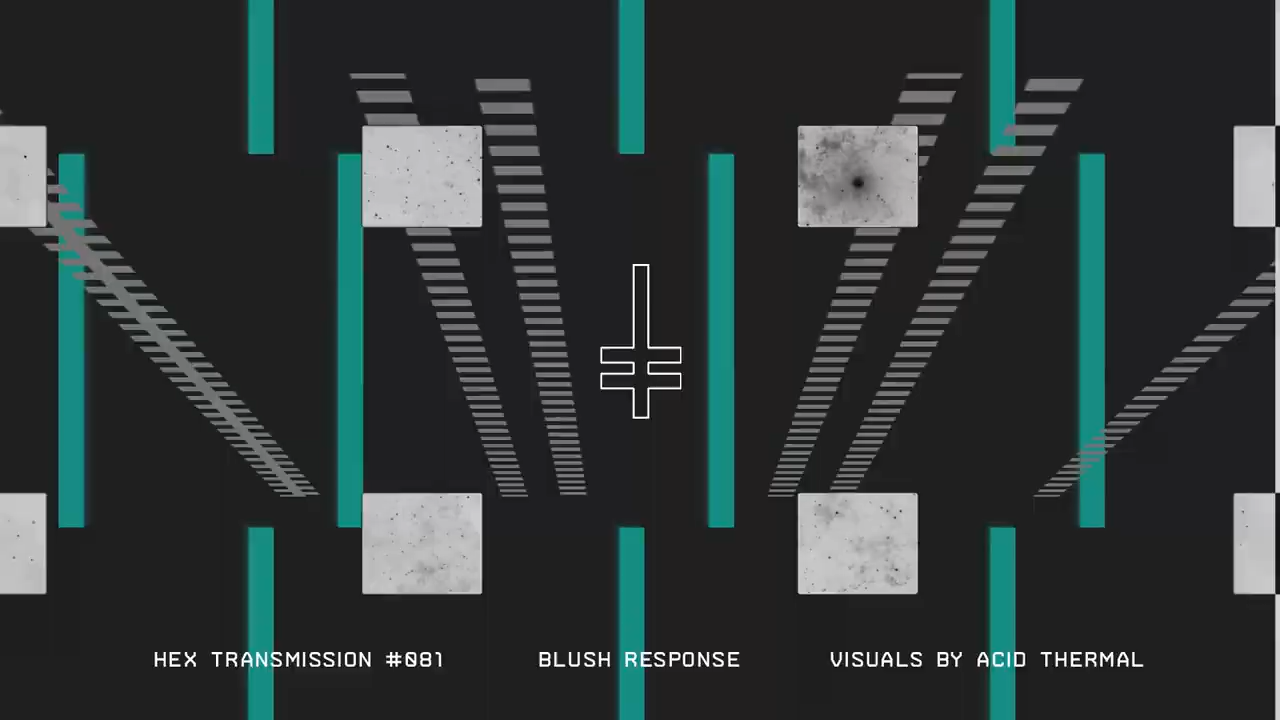 HEX TRANSMISSION #081
BLUSH RESPONSE
VISUALS BY ACID THERMAL